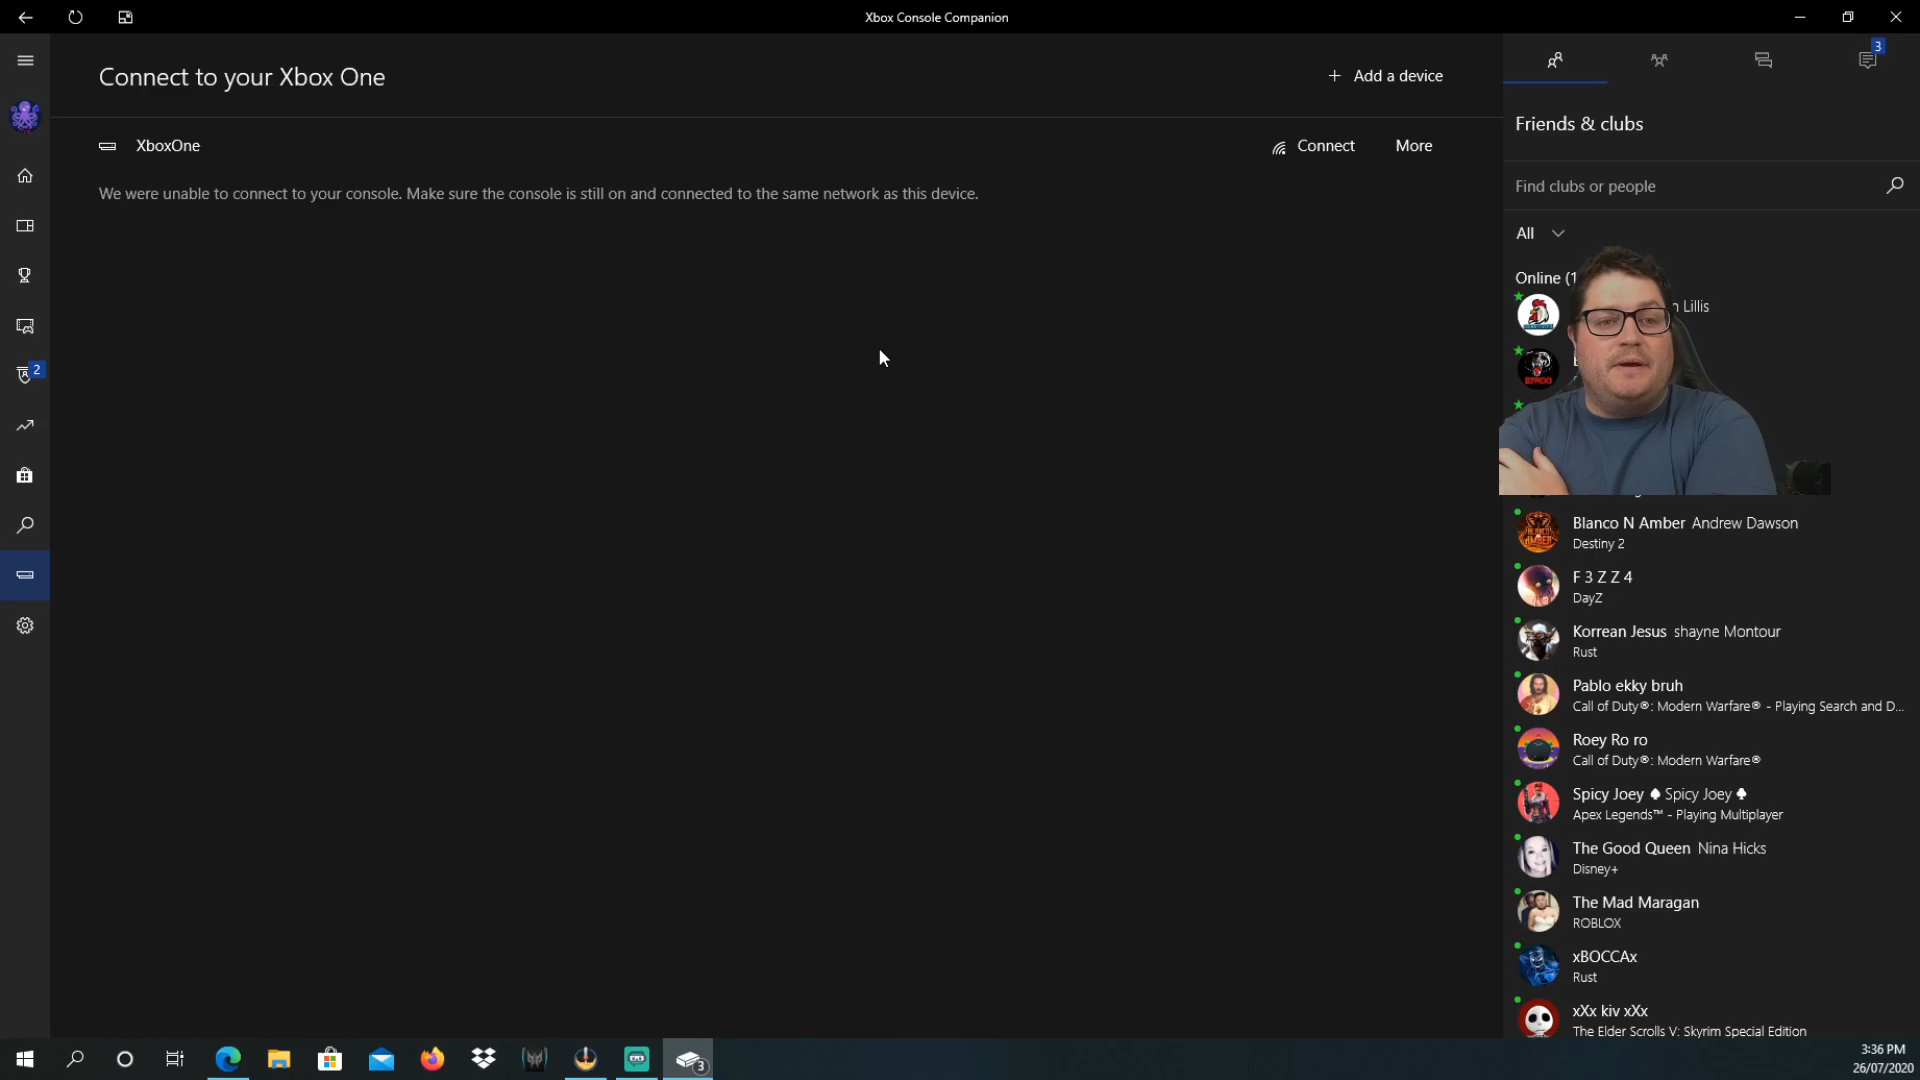 Xbox Console Companion
Connect to your Xbox One
+ Add a device
3
XboxOne
Connect
More
We were unable to connect to your console. Make sure the console is still on and connected to the same network as this device.
2
Friends & clubs
Find clubs or people
All
Online (1
Lillis
Blanco N Amber Andrew Dawson
Destiny 2
F 3 Z Z 4
DayZ
Korrean Jesus shayne Montour
Rust
Pablo ekky bruh
Call of Duty®: Modern Warfare® - Playing Search and D...
Roey Ro ro
Call of Duty®: Modern Warfare®
Spicy Joey ♠ Spicy Joey ♣
Apex Legends™ - Playing Multiplayer
The Good Queen Nina Hicks
Disney+
The Mad Maragan
ROBLOX
xBOCCAx
Rust
xXx kiv xXx
The Elder Scrolls V: Skyrim Special Edition
3
3:36 PM
26/07/2020